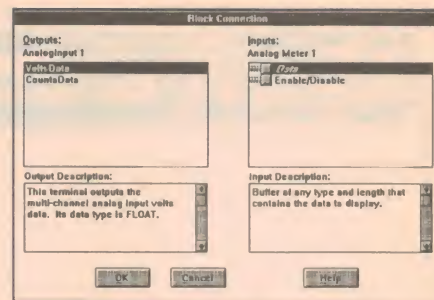 Block Connection
Outputs:
AnalogInput 1
VoltsData
CountsData
Inputs:
Analog Meter 1
Data
Enable/Disable
Output Description:
This terminal outputs the
multi-channel analog input volts
data. Its data type is FLOAT.
Input Description:
Buffer of any type and length that
contains the data to display.
OK
Cancel
Help